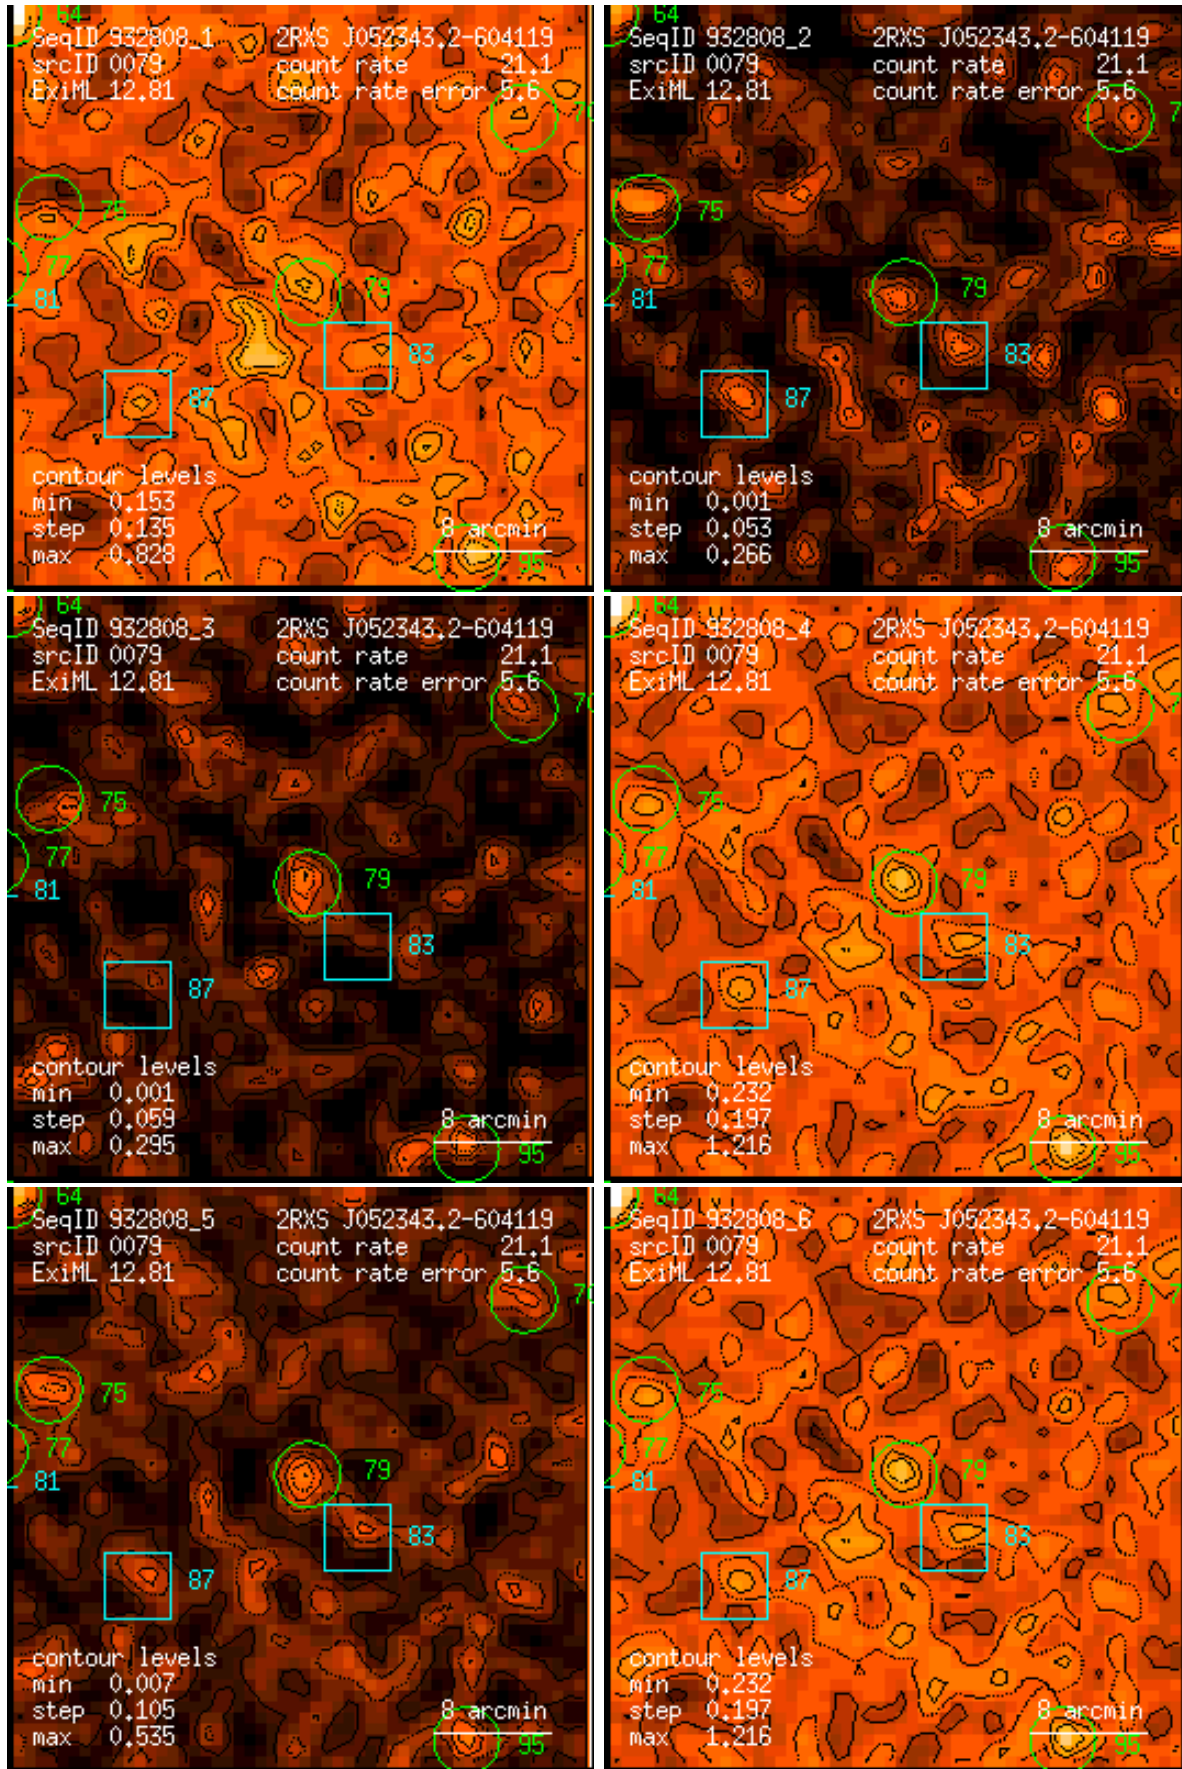 64
SeqID 932808_1 2RXS J052343.2-604119
srcID 0079 count rate 21.1
ExiML 12.81 count rate error 5.6
75
77
79
81
83
87
contour levels
min 0.153
step 0.135
max 0.828
8 arcmin
95
SeqID 932808_2 2RXS J052343.2-604119
srcID 0079 count rate 21.1
ExiML 12.81 count rate error 5.6
75
77
79
81
83
87
contour levels
min 0.001
step 0.053
max 0.266
8 arcmin
95
64
SeqID 932808_3 2RXS J052343.2-604119
srcID 0079 count rate 21.1
ExiML 12.81 count rate error 5.6
75
77
79
81
83
87
contour levels
min 0.001
step 0.059
max 0.295
8 arcmin
95
64
SeqID 932808_4 2RXS J052343.2-604119
srcID 0079 count rate 21.1
ExiML 12.81 count rate error 5.6
75
77
79
81
83
87
contour levels
min 0.232
step 0.197
max 1.216
8 arcmin
95
64
SeqID 932808_5 2RXS J052343.2-604119
srcID 0079 count rate 21.1
ExiML 12.81 count rate error 5.6
75
77
79
81
83
87
contour levels
min 0.007
step 0.105
max 0.535
8 arcmin
95
64
SeqID 932808_6 2RXS J052343.2-604119
srcID 0079 count rate 21.1
ExiML 12.81 count rate error 5.6
75
77
79
81
83
87
contour levels
min 0.232
step 0.197
max 1.216
8 arcmin
95